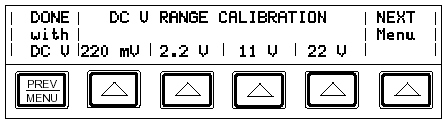 DONE | DC V RANGE CALIBRATION | NEXT
with | | Menu
DC V |220 mV | 2.2 V | 11 V | 22 V |
PREV
MENU